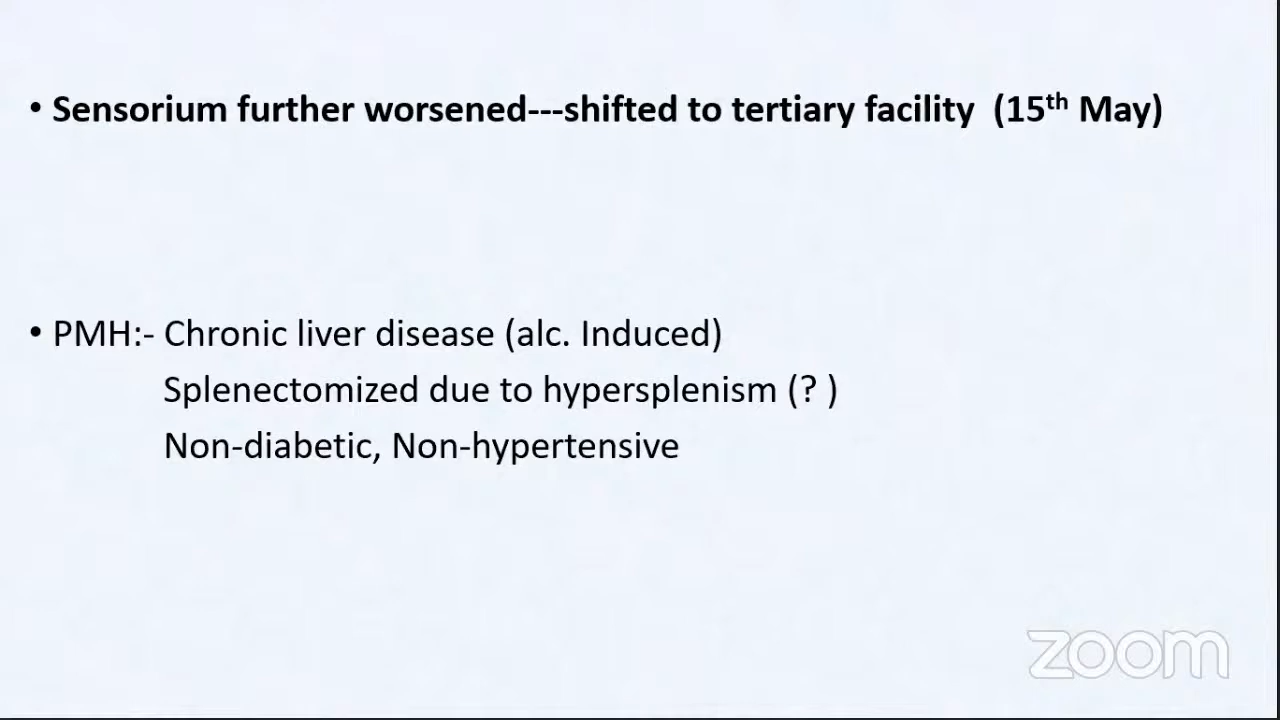 • Sensorium further worsened---shifted to tertiary facility (15th May)
• PMH:- Chronic liver disease (alc. Induced)
Splenectomized due to hypersplenism (? )
Non-diabetic, Non-hypertensive
zoom